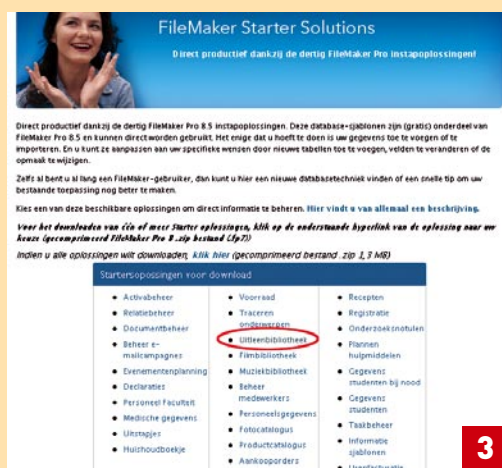 FileMaker Starter Solutions
Direct productief dankzij de dertig FileMaker Pro instapoplossingen!
Direct productief dankzij de dertig FileMaker Pro 8.5 instapoplossingen. Deze database-sjablonen zijn (gratis) onderdeel van
FileMaker Pro 8.5 en kunnen direct worden gebruikt. Het enige dat u hoeft te doen is uw gegevens toe te voegen of te
importeren. En u kunt ze aanpassen aan uw specifieke wensen door nieuwe tabellen toe te voegen, velden te veranderen of de
opmaak te wijzigen.
Zelfs al bent u al lang een FileMaker-gebruiker, dan kunt u hier een nieuwe databasetechniek vinden of een snelle tip om uw
bestaande toepassing nog beter te maken.
Kies een van deze beschikbare oplossingen om direct informatie te beheren. Hier vindt u van allemaal een beschrijving.
Voor het downloaden van één of meer Starter oplossingen, klik op de onderstaande hyperlink van de oplossing naar uw
keuze (gecomprimeerd FileMaker Pro 8 .zip bestand (.fp7))
Indien u alle oplossingen wilt downloaden, klik hier (gecomprimeerd bestand .zip 1,3 MB)
Startersopossingen voor download
Activabeheer
Relatiebeheer
Documentbeheer
Beheer e-
mailcampagnes
Evenementenplanning
Declaraties
Personeel Faculteit
Medische gegevens
Uitstapjes
Huishoudboekje
Voorraad
Traceren
onderwerpen
Uitleenbibliotheek
Filmbibliotheek
Muziekbibliotheek
Beheer
medewerkers
Personeelsgegevens
Fotocatalogus
Productcatalogus
Aankooporders
Recepten
Registratie
Onderzoeksnotulen
Plannen
hulpmiddelen
Gegevens
studenten bij nood
Gegevens
studenten
Taakbeheer
Informatie
sjablonen
3